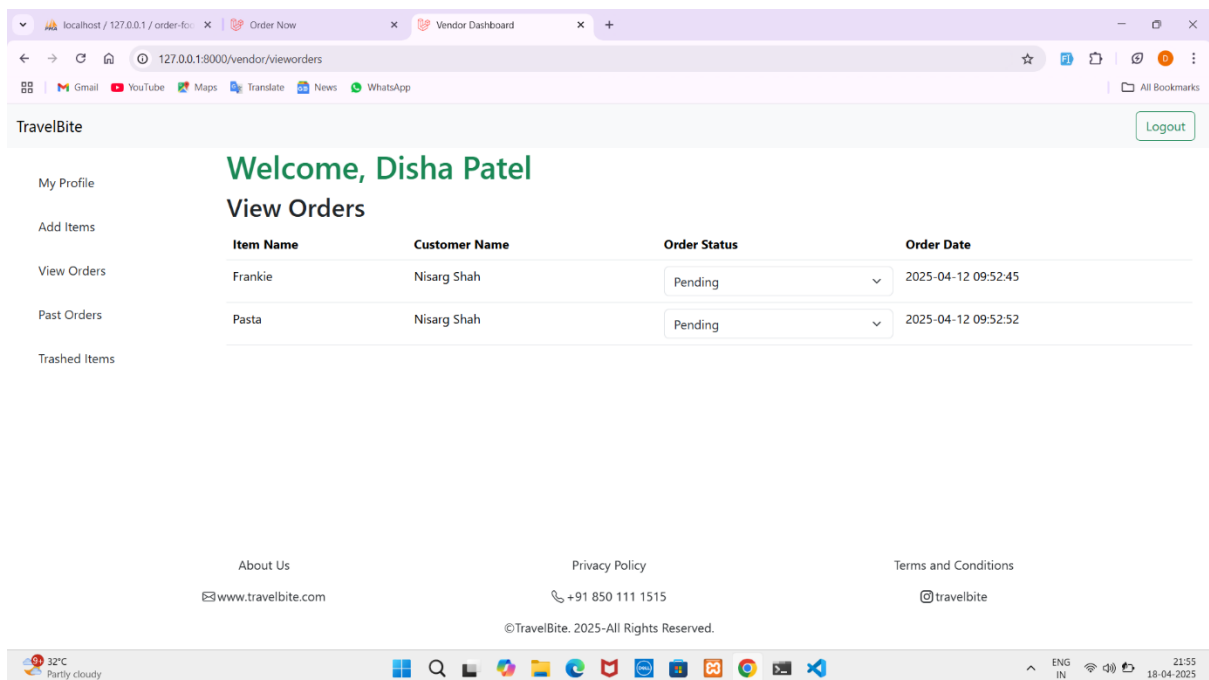 localhost / 127.0.0.1 / order-foo Order Now Vendor Dashboard
127.0.0.1:8000/vendor/vieworders
Gmail YouTube Maps Translate News WhatsApp All Bookmarks
TravelBite Logout
Welcome, Disha Patel
My Profile
View Orders
Add Items
Item Name Customer Name Order Status Order Date
View Orders
Frankie Nisarg Shah Pending 2025-04-12 09:52:45
Past Orders
Pasta Nisarg Shah Pending 2025-04-12 09:52:52
Trashed Items
About Us Privacy Policy Terms and Conditions
www.travelbite.com +91 850 111 1515 travelbite
©TravelBite. 2025-All Rights Reserved.
9+ 32°C ENG 21:55
Partly cloudy IN 18-04-2025